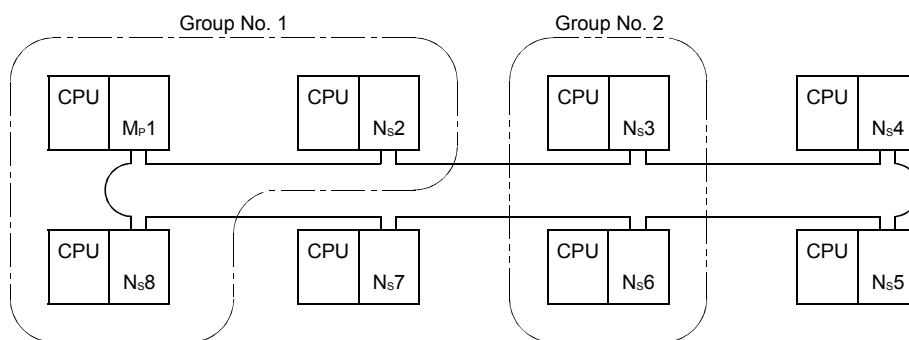 Group No. 1
Group No. 2
CPU MP1
CPU NS2
CPU NS3
CPU NS4
CPU NS8
CPU NS7
CPU NS6
CPU NS5